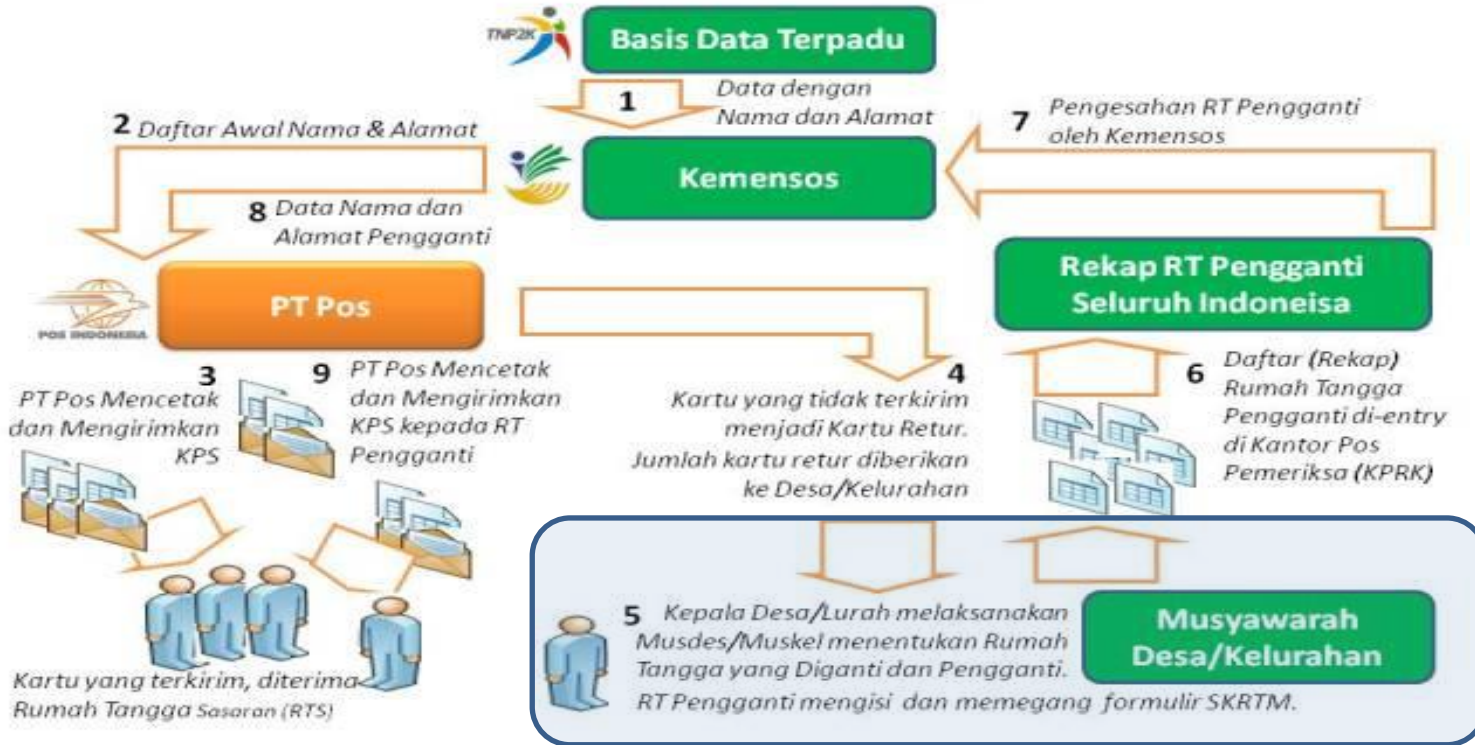 TNP2K
Basis Data Terpadu
1
Data dengan
Nama dan Alamat
2 Daftar Awal Nama & Alamat
7 Pengesahan RT Pengganti
oleh Kemensos
Kemensos
8 Data Nama dan
Alamat Pengganti
Rekap RT Pengganti
Seluruh Indoneisa
PT Pos
POS INDONESIA
3
PT Pos Mencetak
dan Mengirimkan
KPS
9 PT Pos Mencetak
dan Mengirimkan
KPS kepada RT
Pengganti
4
Kartu yang tidak terkirim
menjadi Kartu Retur.
Jumlah kartu retur diberikan
ke Desa/Kelurahan
6 Daftar (Rekap)
Rumah Tangga
Pengganti di-entry
di Kantor Pos
Pemeriksa (KPRK)
5 Kepala Desa/Lurah melaksanakan
Musdes/Muskel menentukan Rumah
Tangga yang Diganti dan Pengganti.
RT Pengganti mengisi dan memegang formulir SKRTM.
Musyawarah
Desa/Kelurahan
Kartu yang terkirim, diterima
Rumah Tangga Sasaran (RTS)